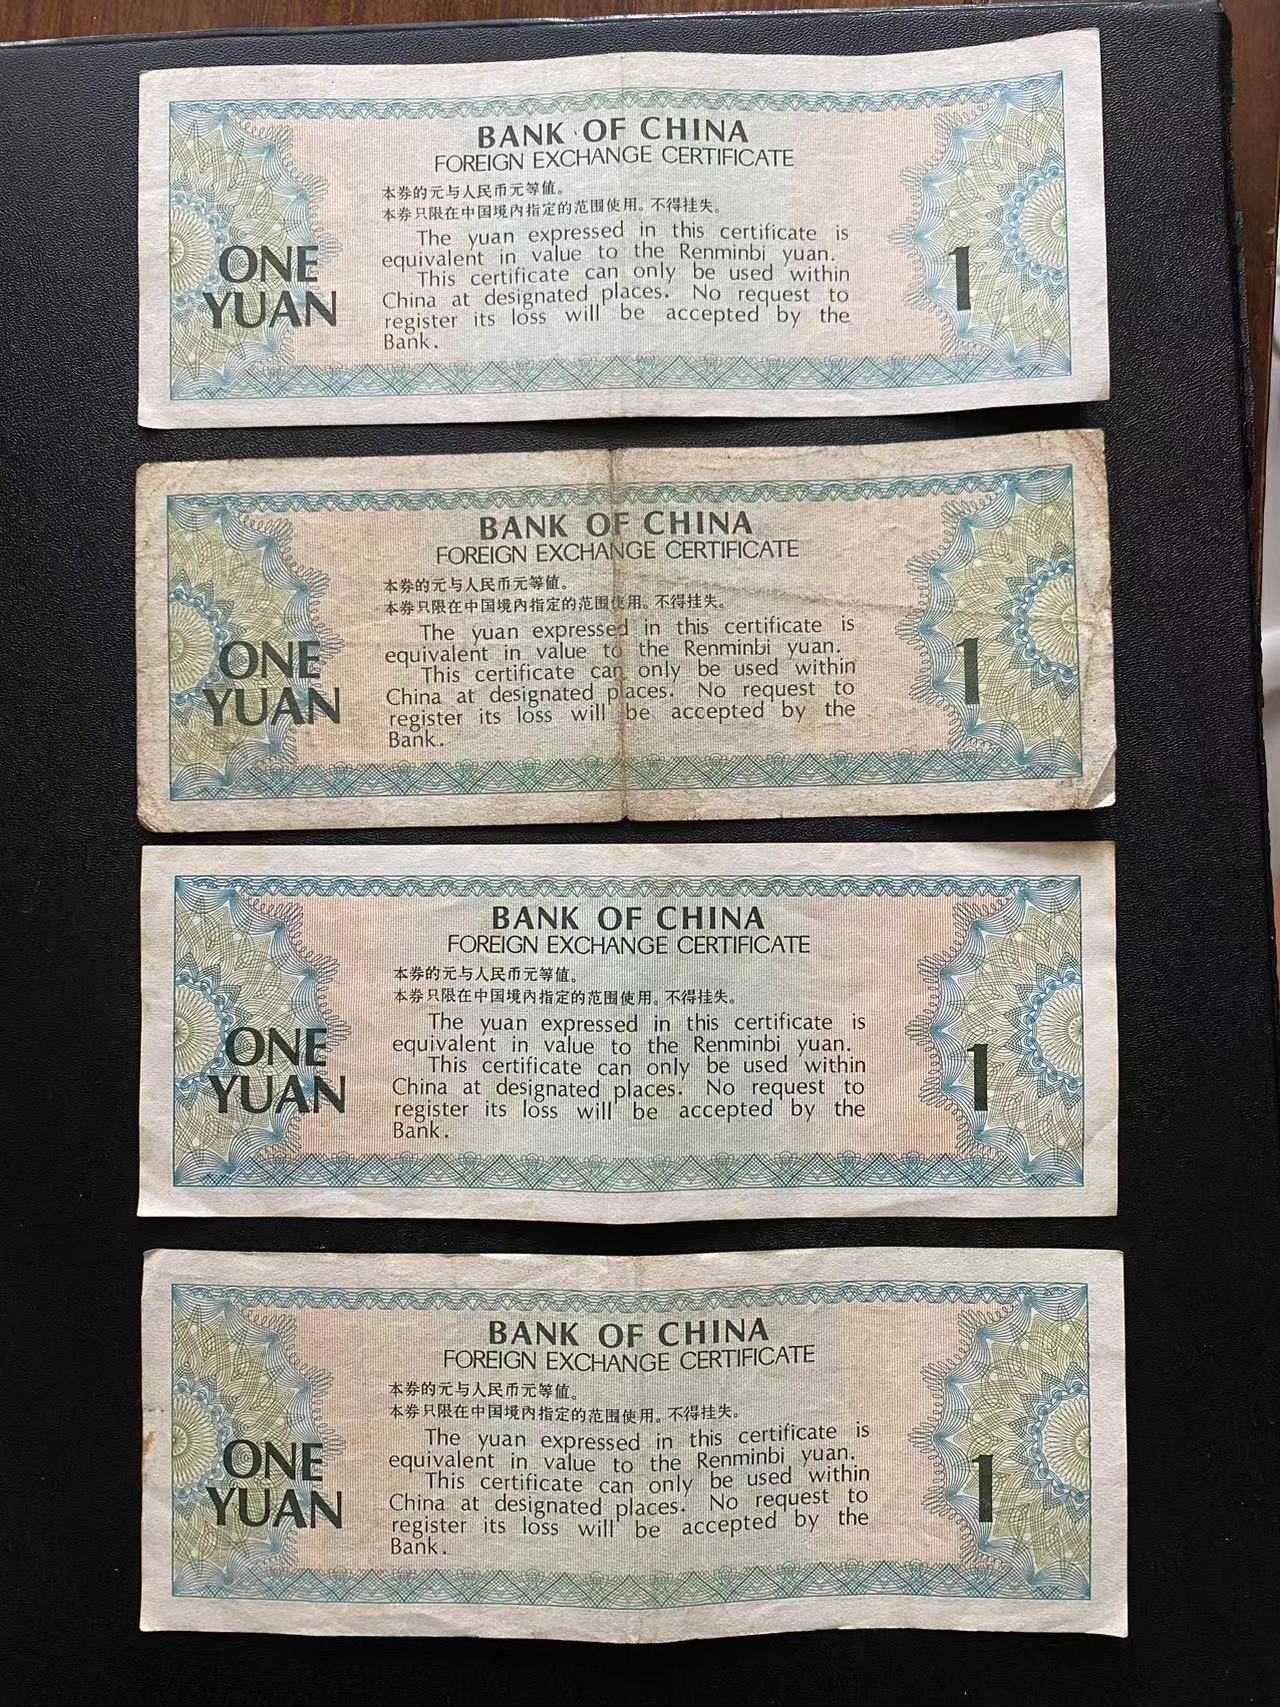 BANK OF CHINA
FOREIGN EXCHANGE CERTIFICATE
本券的元与人民币元等値。
本券只限在中国境内指定的范围使用。不得挂失。
The yuan expressed in this certificate is
equivalent in value to the Renminbi yuan.
This certificate can only be used within
China at designated places. No request to
register its loss will be accepted by the
Bank.
ONE
YUAN
1
BANK OF CHINA
FOREIGN EXCHANGE CERTIFICATE
本券的元与人民币元等値。
本券只限在中国境内指定的范围使用。不得挂失。
The yuan expressed in this certificate is
equivalent in value to the Renminbi yuan.
This certificate can only be used within
China at designated places. No request to
register its loss will be accepted by the
Bank.
ONE
YUAN
1
BANK OF CHINA
FOREIGN EXCHANGE CERTIFICATE
本券的元与人民币元等値。
本券只限在中国境内指定的范围使用。不得挂失。
The yuan expressed in this certificate is
equivalent in value to the Renminbi yuan.
This certificate can only be used within
China at designated places. No request to
register its loss will be accepted by the
Bank.
ONE
YUAN
1
BANK OF CHINA
FOREIGN EXCHANGE CERTIFICATE
本券的元与人民币元等値。
本券只限在中国境内指定的范围使用。不得挂失。
The yuan expressed in this certificate is
equivalent in value to the Renminbi yuan.
This certificate can only be used within
China at designated places. No request to
register its loss will be accepted by the
Bank.
ONE
YUAN
1